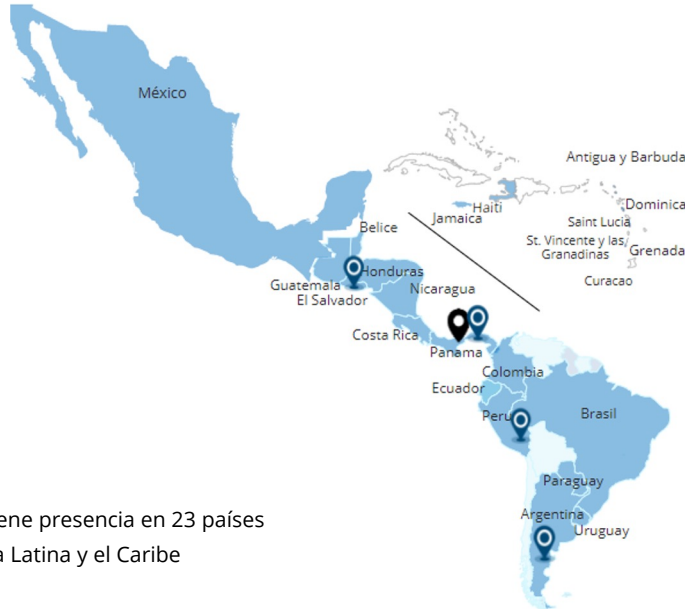 México
Antigua y Barbuda
Dominica
Haiti
Jamaica
Saint Lucia
Belice
St. Vincente y las
Granadinas
Grenada
Honduras
Curacao
Guatemala
Nicaragua
El Salvador
Costa Rica
Panama
Colombia
Ecuador
Peru
Brasil
Paraguay
Argentina
Uruguay
ene presencia en 23 países
a Latina y el Caribe